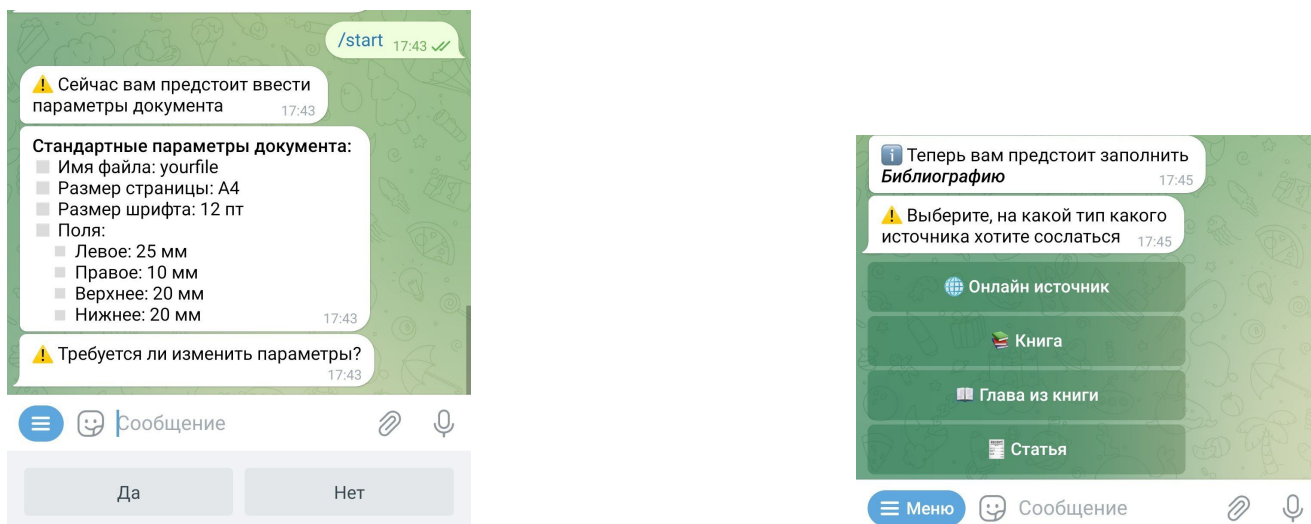 /start 17:43
⚠️ Сейчас вам предстоит ввести
параметры документа 17:43
Стандартные параметры документа:
Имя файла: yourfile
Размер страницы: A4
Размер шрифта: 12 пт
Поля:
Левое: 25 мм
Правое: 10 мм
Верхнее: 20 мм
Нижнее: 20 мм 17:43
⚠️ Требуется ли изменить параметры?
17:43
Сообщение
Да Нет
ℹ️ Теперь вам предстоит заполнить
Библиографию 17:45
⚠️ Выберите, на какой тип какого
источника хотите сослаться 17:45
🌐 Онлайн источник
📚 Книга
📖 Глава из книги
🧾 Статья
Меню Сообщение